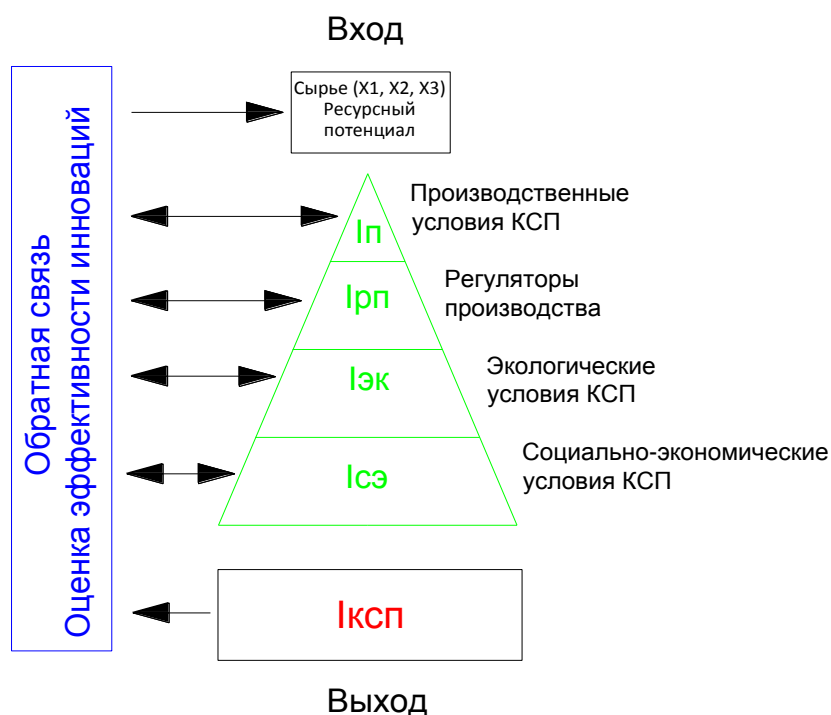 Вход
Сырье (X1, X2, X3)
Ресурсный
потенциал
Обратная связь
Оценка эффективности инноваций
Iп
Производственные
условия КСП
Iрп
Регуляторы
производства
Iэк
Экологические
условия КСП
Iсэ
Социально-экономические
условия КСП
Iксп
Выход